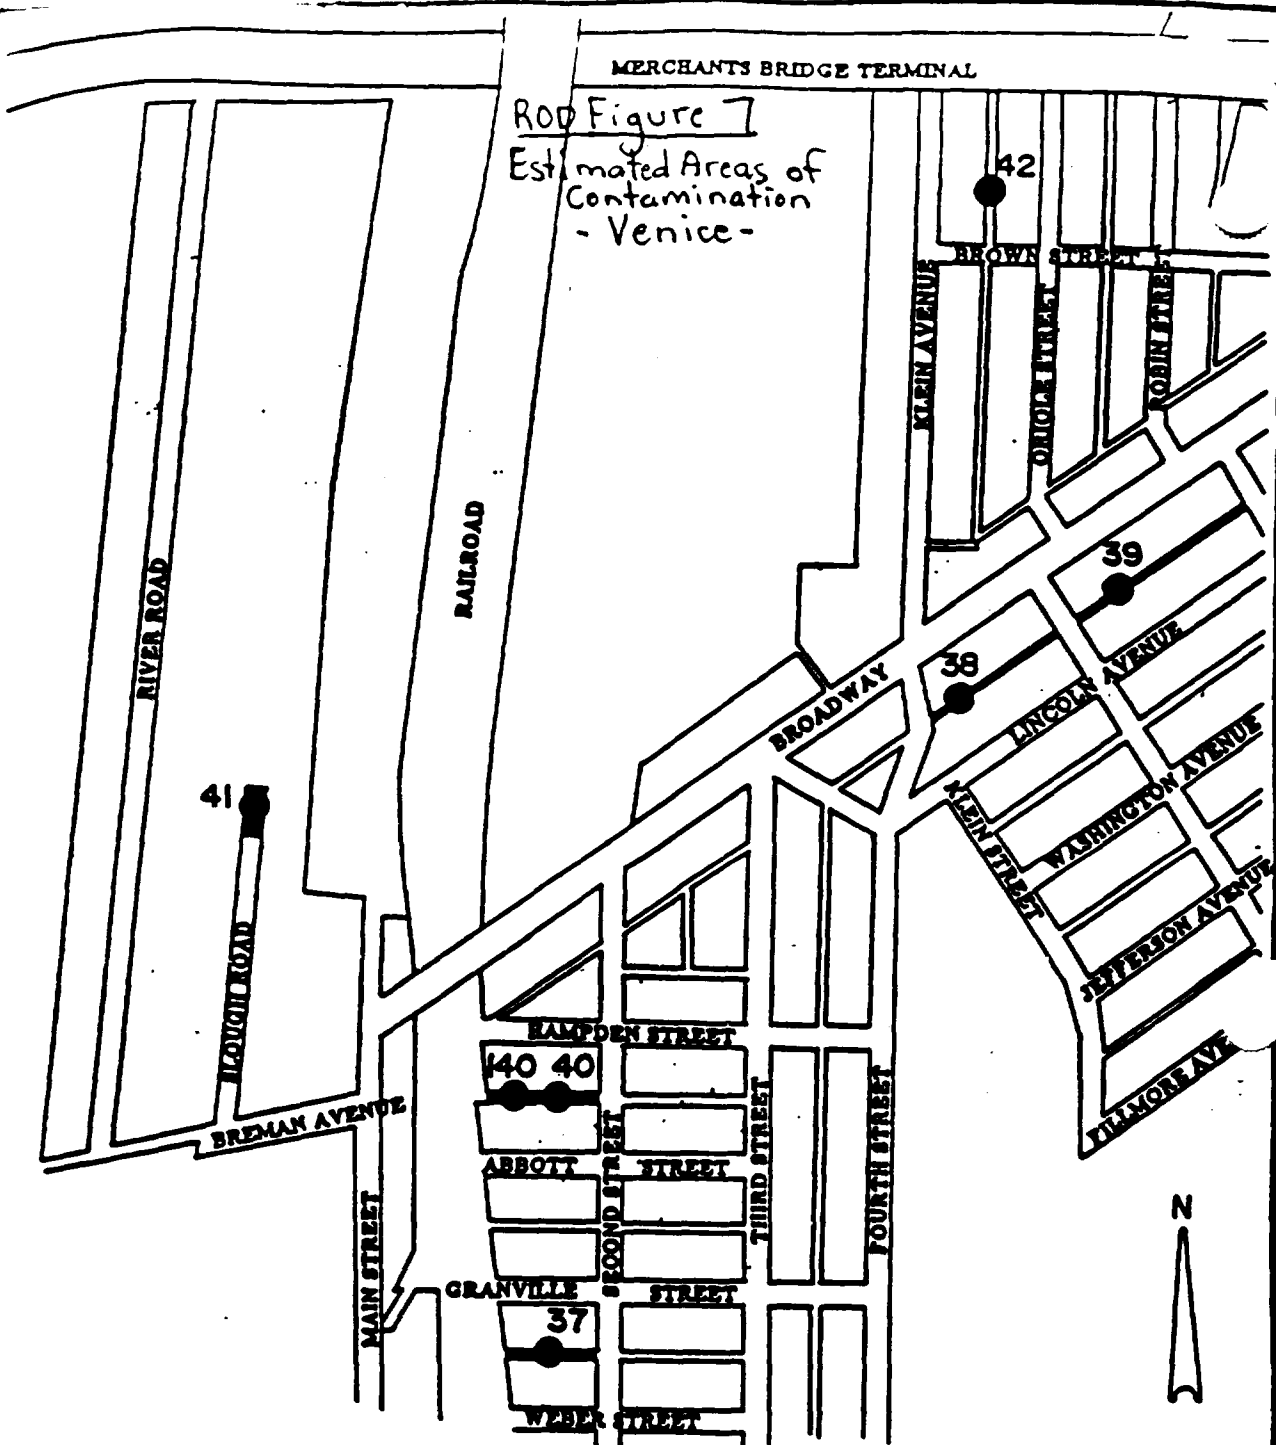 MERCHANTS BRIDGE TERMINAL
ROD Figure 7
Estimated Areas of
Contamination
- Venice -
42
BROWN STREET
KLEIN AVENUE
ORIOLE STREET
ROBIN STREET
RAILROAD
RIVER ROAD
39
38
LINCOLN AVENUE
BROADWAY
WASHINGTON AVENUE
KLEIN STREET
JEFFERSON AVENUE
FILLMORE AVE
41
SLOUGH ROAD
BREMAN AVENUE
HAMPDEN STREET
140 40
ABBOTT STREET
SECOND STREET
THIRD STREET
FOURTH STREET
MAIN STREET
GRANVILLE STREET
37
WEBER STREET
N